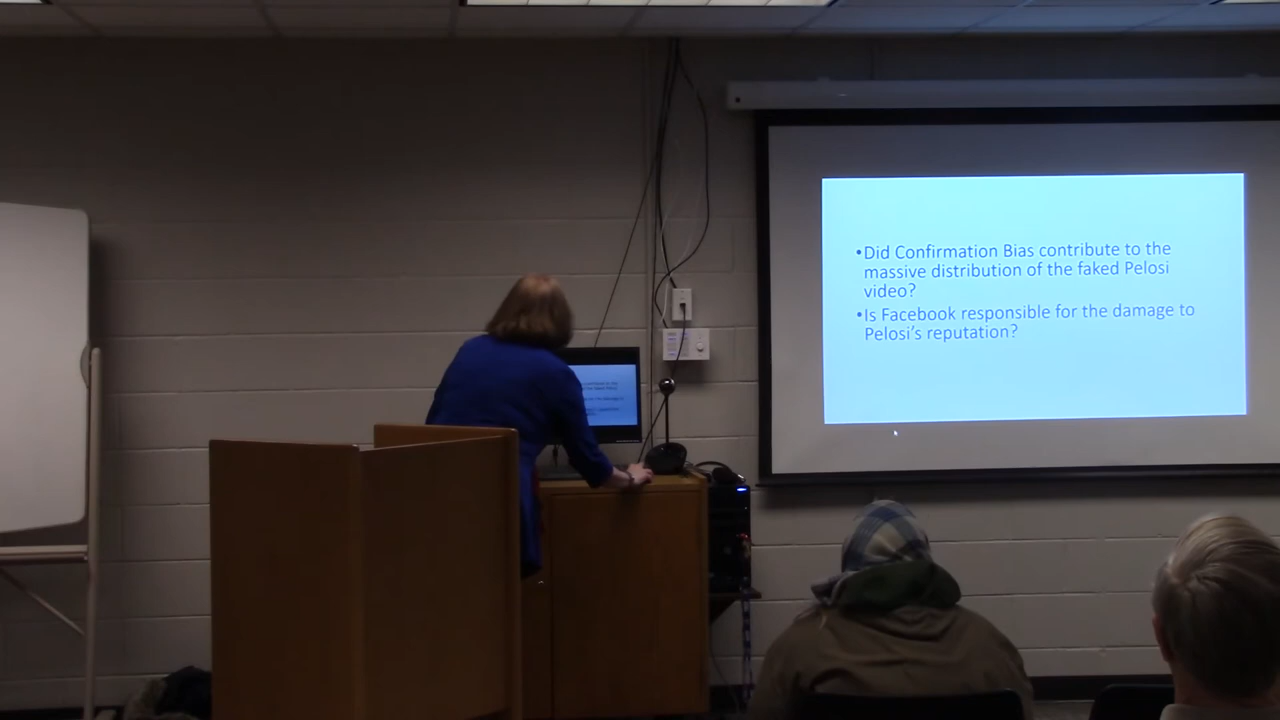 •Did Confirmation Bias contribute to the
massive distribution of the faked Pelosi
video?
•Is Facebook responsible for the damage to
Pelosi's reputation?